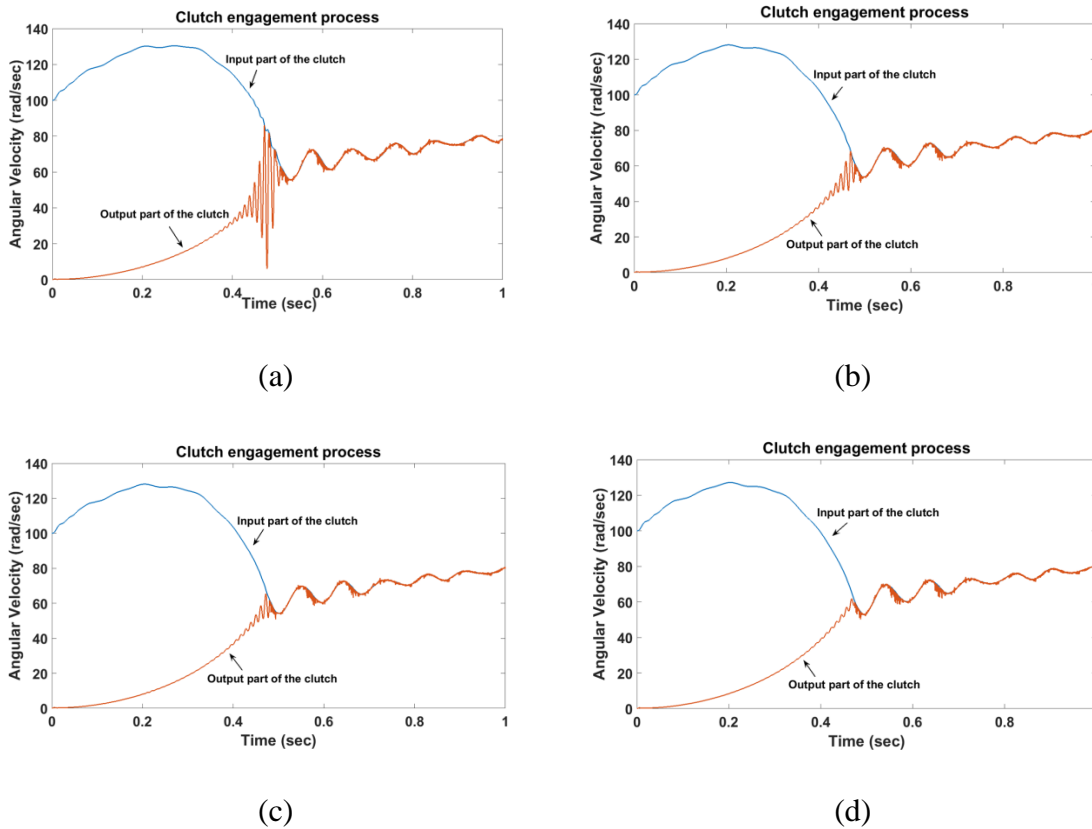 Clutch engagement process
140
120
100
80
60
40
20
0
Angular Velocity (rad/sec)
Input part of the clutch
Output part of the clutch
0 0.2 0.4 0.6 0.8 1
Time (sec)
(a)
Clutch engagement process
140
120
100
80
60
40
20
0
Angular Velocity (rad/sec)
Input part of the clutch
Output part of the clutch
0 0.2 0.4 0.6 0.8
Time (sec)
(b)
Clutch engagement process
140
120
100
80
60
40
20
0
Angular Velocity (rad/sec)
Input part of the clutch
Output part of the clutch
0 0.2 0.4 0.6 0.8 1
Time (sec)
(c)
Clutch engagement process
140
120
100
80
60
40
20
0
Angular Velocity (rad/sec)
Input part of the clutch
Output part of the clutch
0 0.2 0.4 0.6 0.8
Time (sec)
(d)